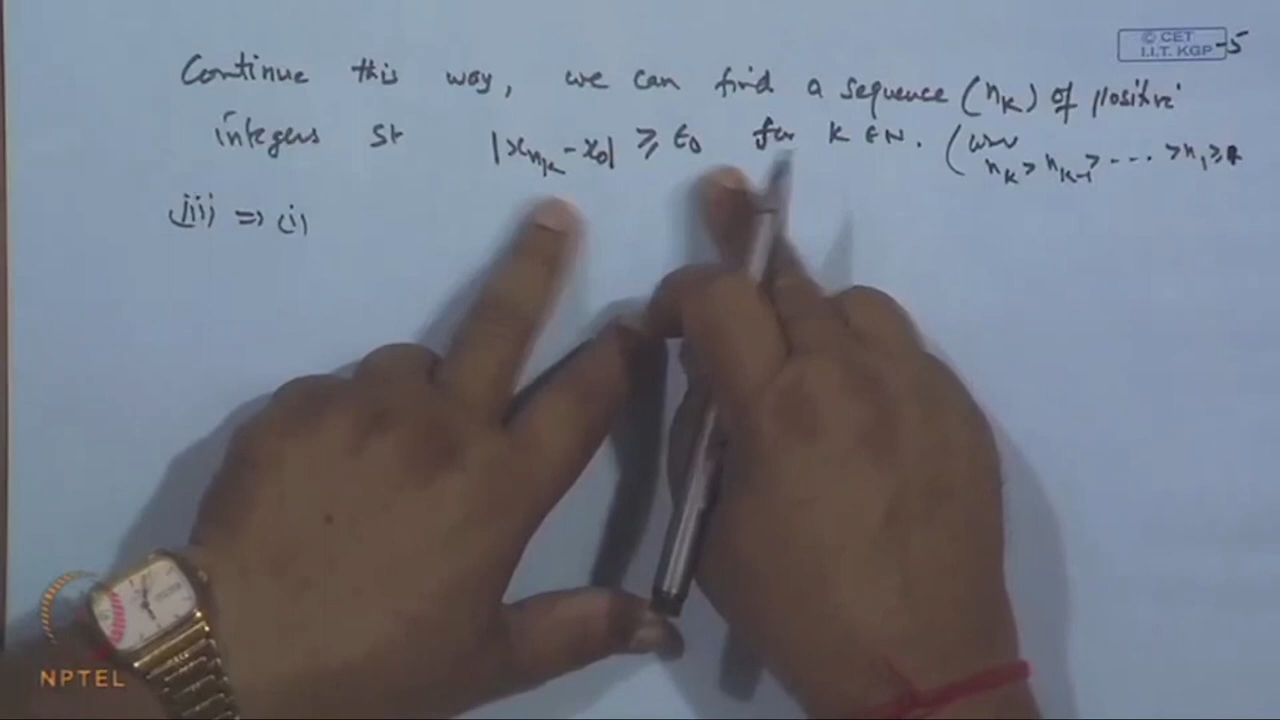 © CET
I.I.T. KGP
-5
Continue this way, we can find a sequence (n_k) of positive
integers st |x_{n_k} - x_0| ≥ ε_0 for k ∈ N. (
n_k > n_{k-1} > ---- > n_1 ≥
(iii) ⇒ (i)
NPTEL